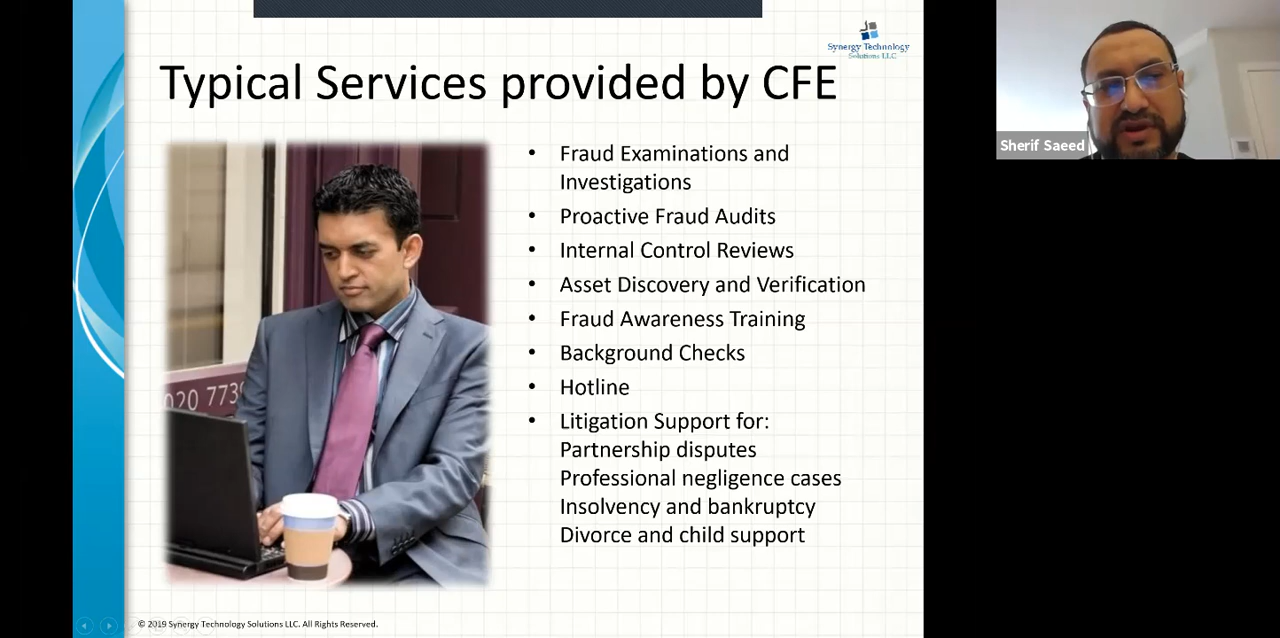 Synergy Technology
Solutions LLC
Typical Services provided by CFE
• Fraud Examinations and
Investigations
• Proactive Fraud Audits
• Internal Control Reviews
• Asset Discovery and Verification
• Fraud Awareness Training
• Background Checks
• Hotline
• Litigation Support for:
Partnership disputes
Professional negligence cases
Insolvency and bankruptcy
Divorce and child support
020 773
© 2019 Synergy Technology Solutions LLC. All Rights Reserved.
Sherif Saeed